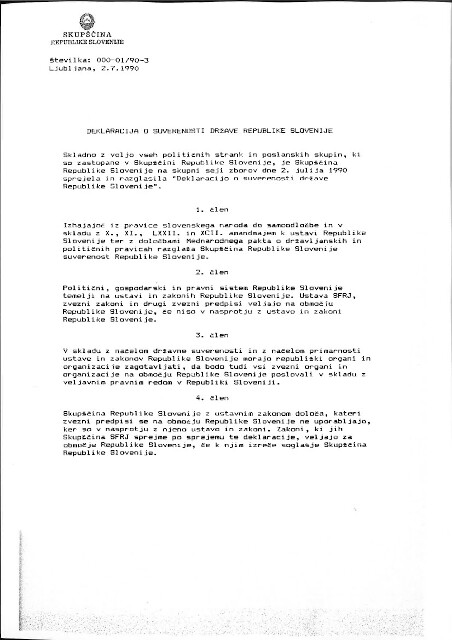 SKUPŠČINA
REPUBLIKE SLOVENIJE
Številka: 000-01/90-3
Ljubljana, 2.7.1990
DEKLARACIJA O SUVERENOSTI DRŽAVE REPUBLIKE SLOVENIJE
Skladno z voljo vseh političnih strank in poslanskih skupin, ki
so zastopane v Skupščini Republike Slovenije, je Skupščina
Republike Slovenije na skupni seji zborov dne 2. julija 1990
sprejela in razglasila "Deklaracijo o suverenosti države
Republike Slovenije".
1. člen
Izhajajoč iz pravice slovenskega naroda do samoodločbe in v
skladu z X., XI., LXXII. in XCII. amandmajem k ustavi Republike
Slovenije ter z določbami Mednarodnega pakta o državljanskih in
političnih pravicah razglaša Skupščina Republike Slovenije
suverenost Republike Slovenije.
2. člen
Politični, gospodarski in pravni sistem Republike Slovenije
temelji na ustavi in zakonih Republike Slovenije. Ustava SFRJ,
zvezni zakoni in drugi zvezni predpisi veljajo na območju
Republike Slovenije, če niso v nasprotju z ustavo in zakoni
Republike Slovenije.
3. člen
V skladu z načelom državne suverenosti in z načelom primarnosti
ustave in zakonov Republike Slovenije morajo republiški organi in
organizacije zagotavljati, da bodo tudi vsi zvezni organi in
organizacije na območju Republike Slovenije poslovali v skladu z
veljavnim pravnim redom v Republiki Sloveniji.
4. člen
Skupščina Republike Slovenije z ustavnim zakonom določa, kateri
zvezni predpisi se na območju Republike Slovenije ne uporabljajo,
ker so v nasprotju z njeno ustavo in zakoni. Zakoni, ki jih
Skupščina SFRJ sprejme po sprejemu te deklaracije, veljajo za
območje Republike Slovenije, če k njim izreče soglasje Skupščina
Republike Slovenije.